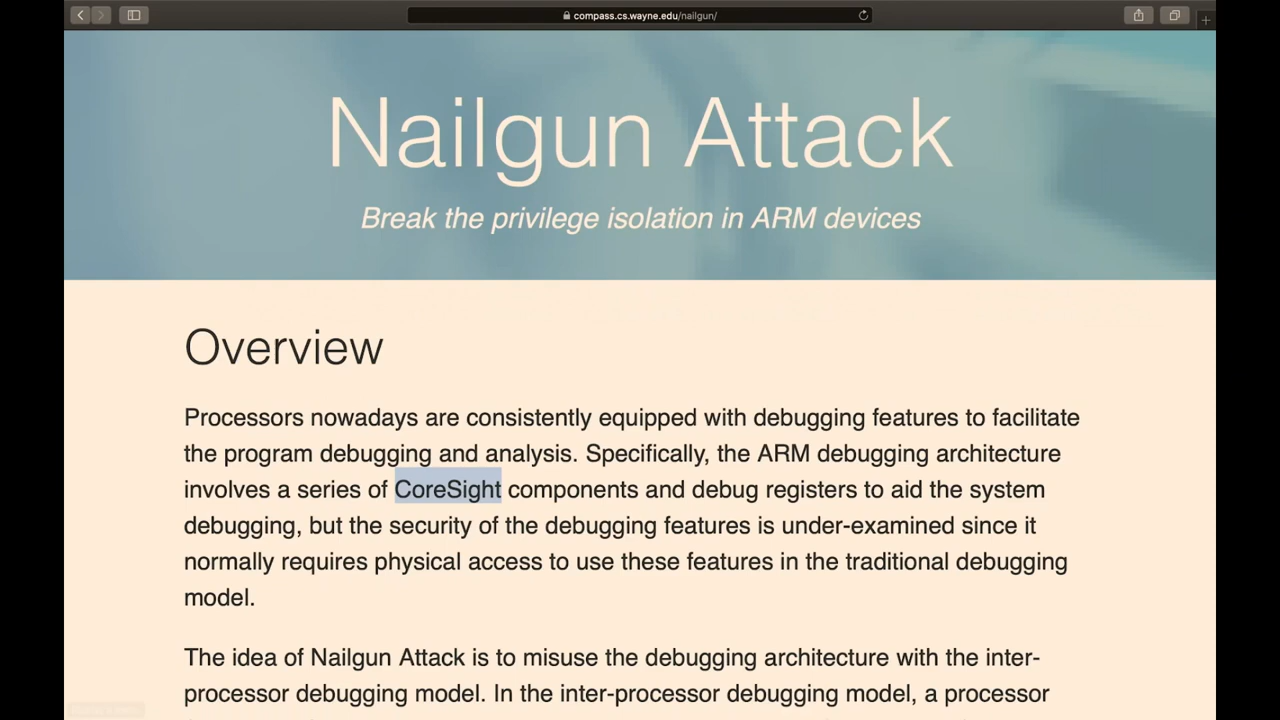 compass.cs.wayne.edu/nailgun/
Nailgun Attack
Break the privilege isolation in ARM devices
Overview
Processors nowadays are consistently equipped with debugging features to facilitate
the program debugging and analysis. Specifically, the ARM debugging architecture
involves a series of CoreSight components and debug registers to aid the system
debugging, but the security of the debugging features is under-examined since it
normally requires physical access to use these features in the traditional debugging
model.
The idea of Nailgun Attack is to misuse the debugging architecture with the inter-
processor debugging model. In the inter-processor debugging model, a processor